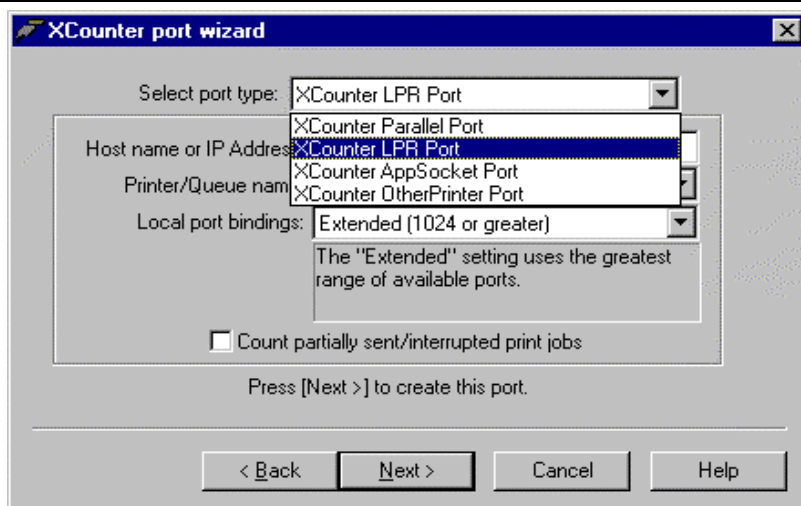 XCounter port wizard
Select port type: XCounter LPR Port
XCounter Parallel Port
Host name or IP Addres XCounter LPR Port
XCounter AppSocket Port
Printer/Queue nam
XCounter OtherPrinter Port
Local port bindings: Extended (1024 or greater)
The "Extended" setting uses the greatest
range of available ports.
Count partially sent/interrupted print jobs
Press [Next >] to create this port.
< Back Next > Cancel Help